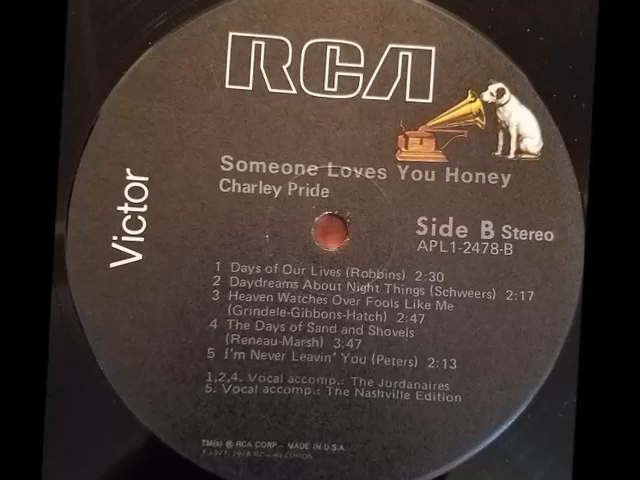 RCA
Victor
Someone Loves You Honey
Charley Pride
Side B Stereo
APL1-2478-B
1 Days of Our Lives (Robbins) 2:30
2 Daydreams About Night Things (Schweers) 2:17
3 Heaven Watches Over Fools Like Me
(Grindele-Gibbons-Hatch) 2:47
4 The Days of Sand and Shovels
(Reneau-Marsh) 3:47
5 I'm Never Leavin' You (Peters) 2:13
1,2,4. Vocal accomp.: The Jordanaires
5. Vocal accomp.: The Nashville Edition
TM(s) ® RCA CORP.- MADE IN U.S.A.
1977, 1978 RCA RECORDS